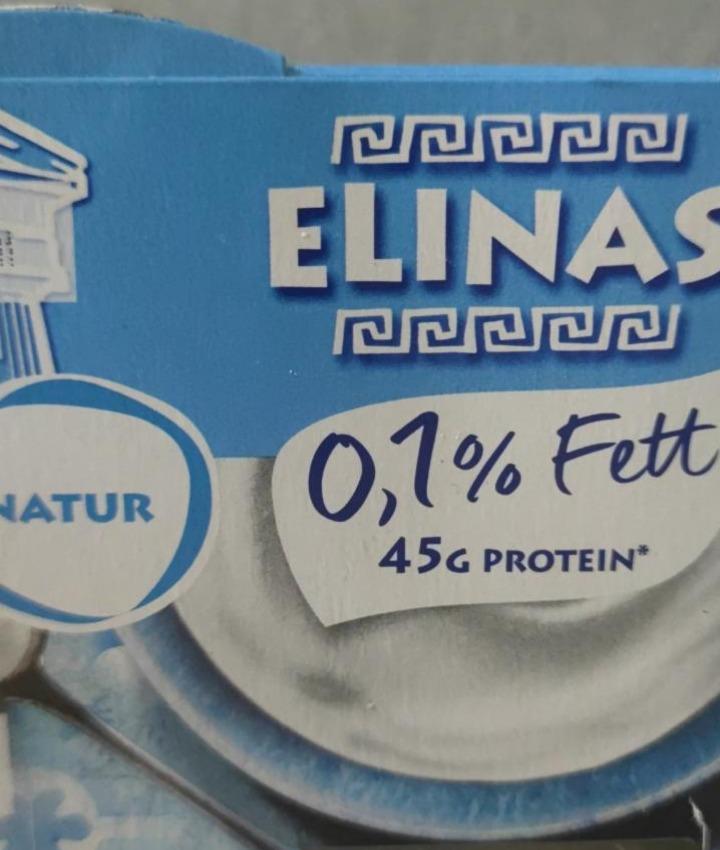 ELINAS
0,1% Fett
45G PROTEIN*
NATUR